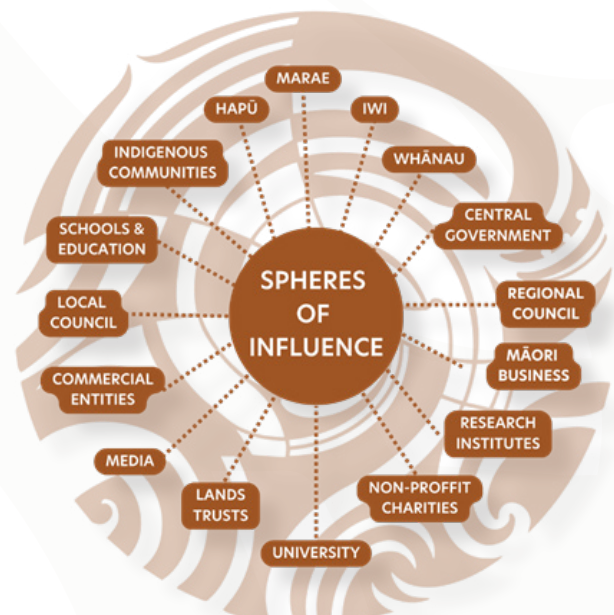 MARAE
HAPŪ
IWI
INDIGENOUS
COMMUNITIES
WHĀNAU
SCHOOLS &
EDUCATION
CENTRAL
GOVERNMENT
SPHERES
OF
INFLUENCE
LOCAL
COUNCIL
REGIONAL
COUNCIL
MĀORI
BUSINESS
COMMERCIAL
ENTITIES
RESEARCH
INSTITUTES
MEDIA
LANDS
TRUSTS
NON-PROFFIT
CHARITIES
UNIVERSITY